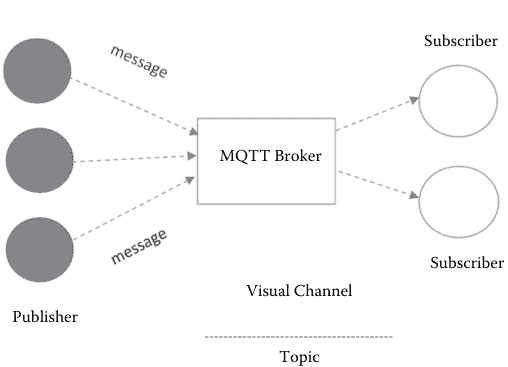 Subscriber
message
MQTT Broker
message
Subscriber
Visual Channel
Publisher
Topic